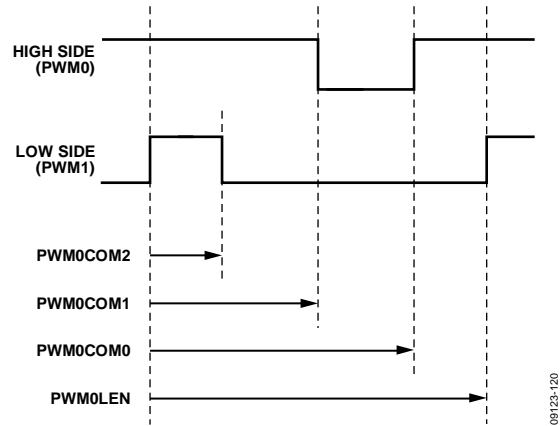 HIGH SIDE
(PWM0)
LOW SIDE
(PWM1)
PWM0COM2
PWM0COM1
PWM0COM0
PWM0LEN
09123-120